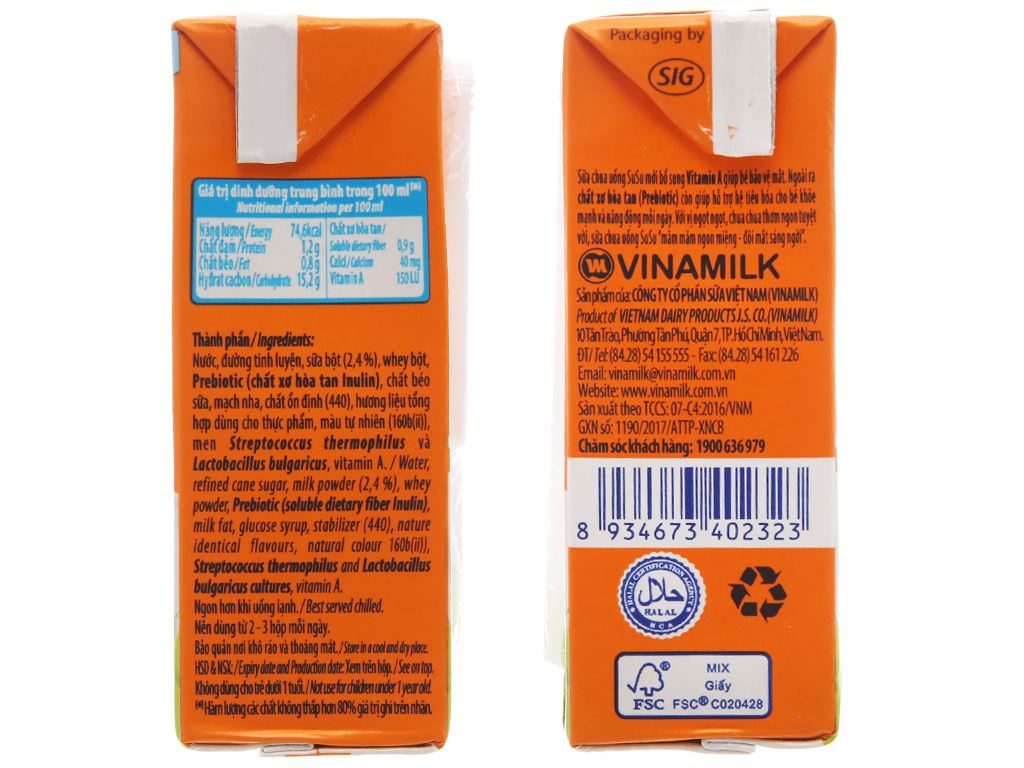 Giá trị dinh dưỡng trung bình trong 100 ml(*)
Nutritional information per 100 ml
Năng lượng / Energy 74,6kcal
Chất đạm / Protein 1,2 g
Chất béo / Fat 0,8 g
Hydrat cacbon / Carbohydrate 15,2 g
Chất xơ hòa tan /
Soluble dietary fiber 0,9 g
Calci / Calcium 40 mg
Vitamin A 150 I.U
Thành phần / Ingredients:
Nước, đường tinh luyện, sữa bột (2,4 %), whey bột,
Prebiotic (chất xơ hòa tan Inulin), chất béo
sữa, mạch nha, chất ổn định (440), hương liệu tổng
hợp dùng cho thực phẩm, màu tự nhiên (160b(ii)),
men Streptococcus thermophilus và
Lactobacillus bulgaricus, vitamin A. / Water,
refined cane sugar, milk powder (2,4 %), whey
powder, Prebiotic (soluble dietary fiber Inulin),
milk fat, glucose syrup, stabilizer (440), nature
identical flavours, natural colour 160b(ii)),
Streptococcus thermophilus and Lactobacillus
bulgaricus cultures, vitamin A.
Ngon hơn khi uống lạnh. / Best served chilled.
Nên dùng từ 2 - 3 hộp mỗi ngày.
Bảo quản nơi khô ráo và thoáng mát. / Store in a cool and dry place.
HSD & NSX: / Expiry date and Production date: Xem trên hộp. / See on top.
Không dùng cho trẻ dưới 1 tuổi. / Not use for children under 1 year old.
(*) Hàm lượng các chất không thấp hơn 80% giá trị ghi trên nhãn.
Packaging by
SIG
Sữa chua uống SuSu mới bổ sung Vitamin A giúp bé bảo vệ mắt. Ngoài ra
chất xơ hòa tan (Prebiotic) còn giúp hỗ trợ hệ tiêu hóa cho bé khỏe
mạnh và năng động mỗi ngày. Với vị ngọt ngọt, chua chua thơm ngon tuyệt
vời, sữa chua uống SuSu "măm măm ngon miệng - đôi mắt sáng ngời".
VINAMILK
Sản phẩm của: CÔNG TY CỔ PHẦN SỮA VIỆT NAM (VINAMILK)
Product of VIETNAM DAIRY PRODUCTS J.S. CO. (VINAMILK)
10 Tân Trào, Phường Tân Phú, Quận 7, TP. Hồ Chí Minh, Việt Nam.
ĐT/ Tel: (84.28) 54 155 555 - Fax: (84.28) 54 161 226
Email: vinamilk@vinamilk.com.vn
Website: www.vinamilk.com.vn
Sản xuất theo TCCS: 07-C4:2016/VNM
GXN số: 1190/2017/ATTP-XNCB
Chăm sóc khách hàng: 1900 636 979
8 934673 402323
HALAL CERTIFICATION AGENCY
حلال
HALAL
HCA
FSC
MIX
Giấy
FSC® C020428